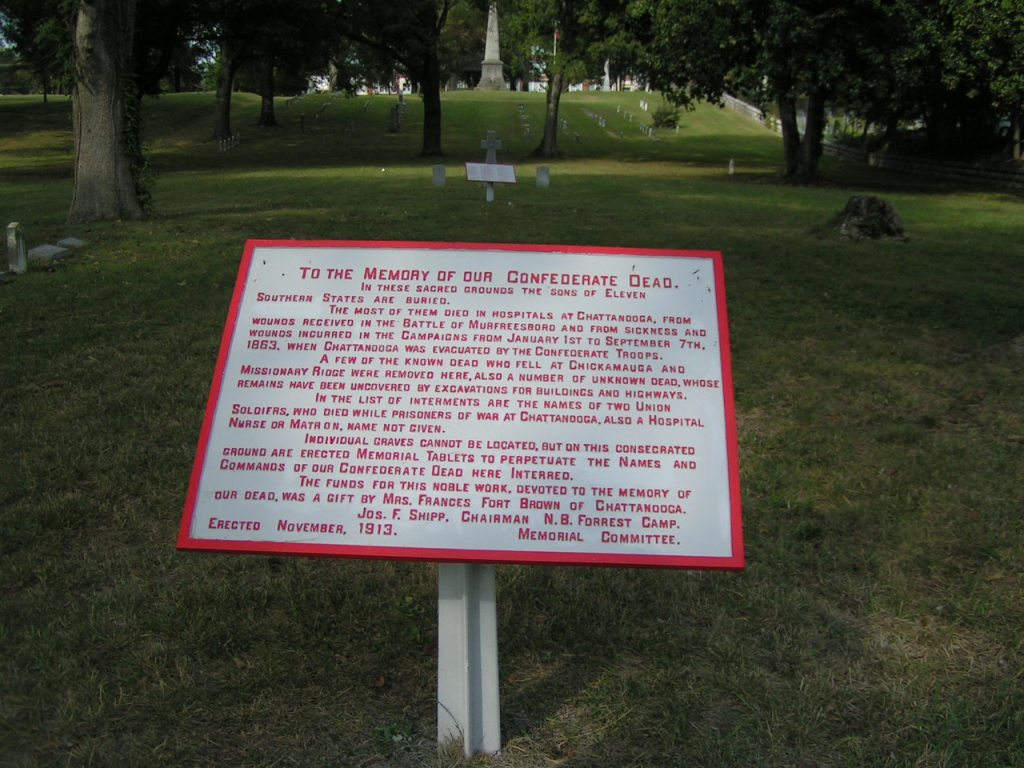 To the Memory of our Confederate Dead.
In these sacred grounds the sons of Eleven
Southern States are buried.
The most of them died in hospitals at Chattanooga, from
wounds received in the Battle of Murfreesboro and from sickness and
wounds incurred in the Campaigns from January 1st to September 7th,
1863, when Chattanooga was evacuated by the Confederate Troops.
A few of the known dead who fell at Chickamauga and
Missionary Ridge were removed here, also a number of unknown dead, whose
remains have been uncovered by excavations for buildings and highways.
In the list of interments are the names of two Union
Soldiers, who died while prisoners of war at Chattanooga, also a Hospital
Nurse or Matron, name not given.
Individual graves cannot be located, but on this consecrated
ground are erected Memorial Tablets to perpetuate the Names and
Commands of our Confederate Dead here Interred.
The funds for this noble work, devoted to the memory of
our dead, was a gift by Mrs. Frances Fort Brown of Chattanooga.
Jos. F. Shipp, Chairman N.B. Forrest Camp.
Erected November, 1913. Memorial Committee.